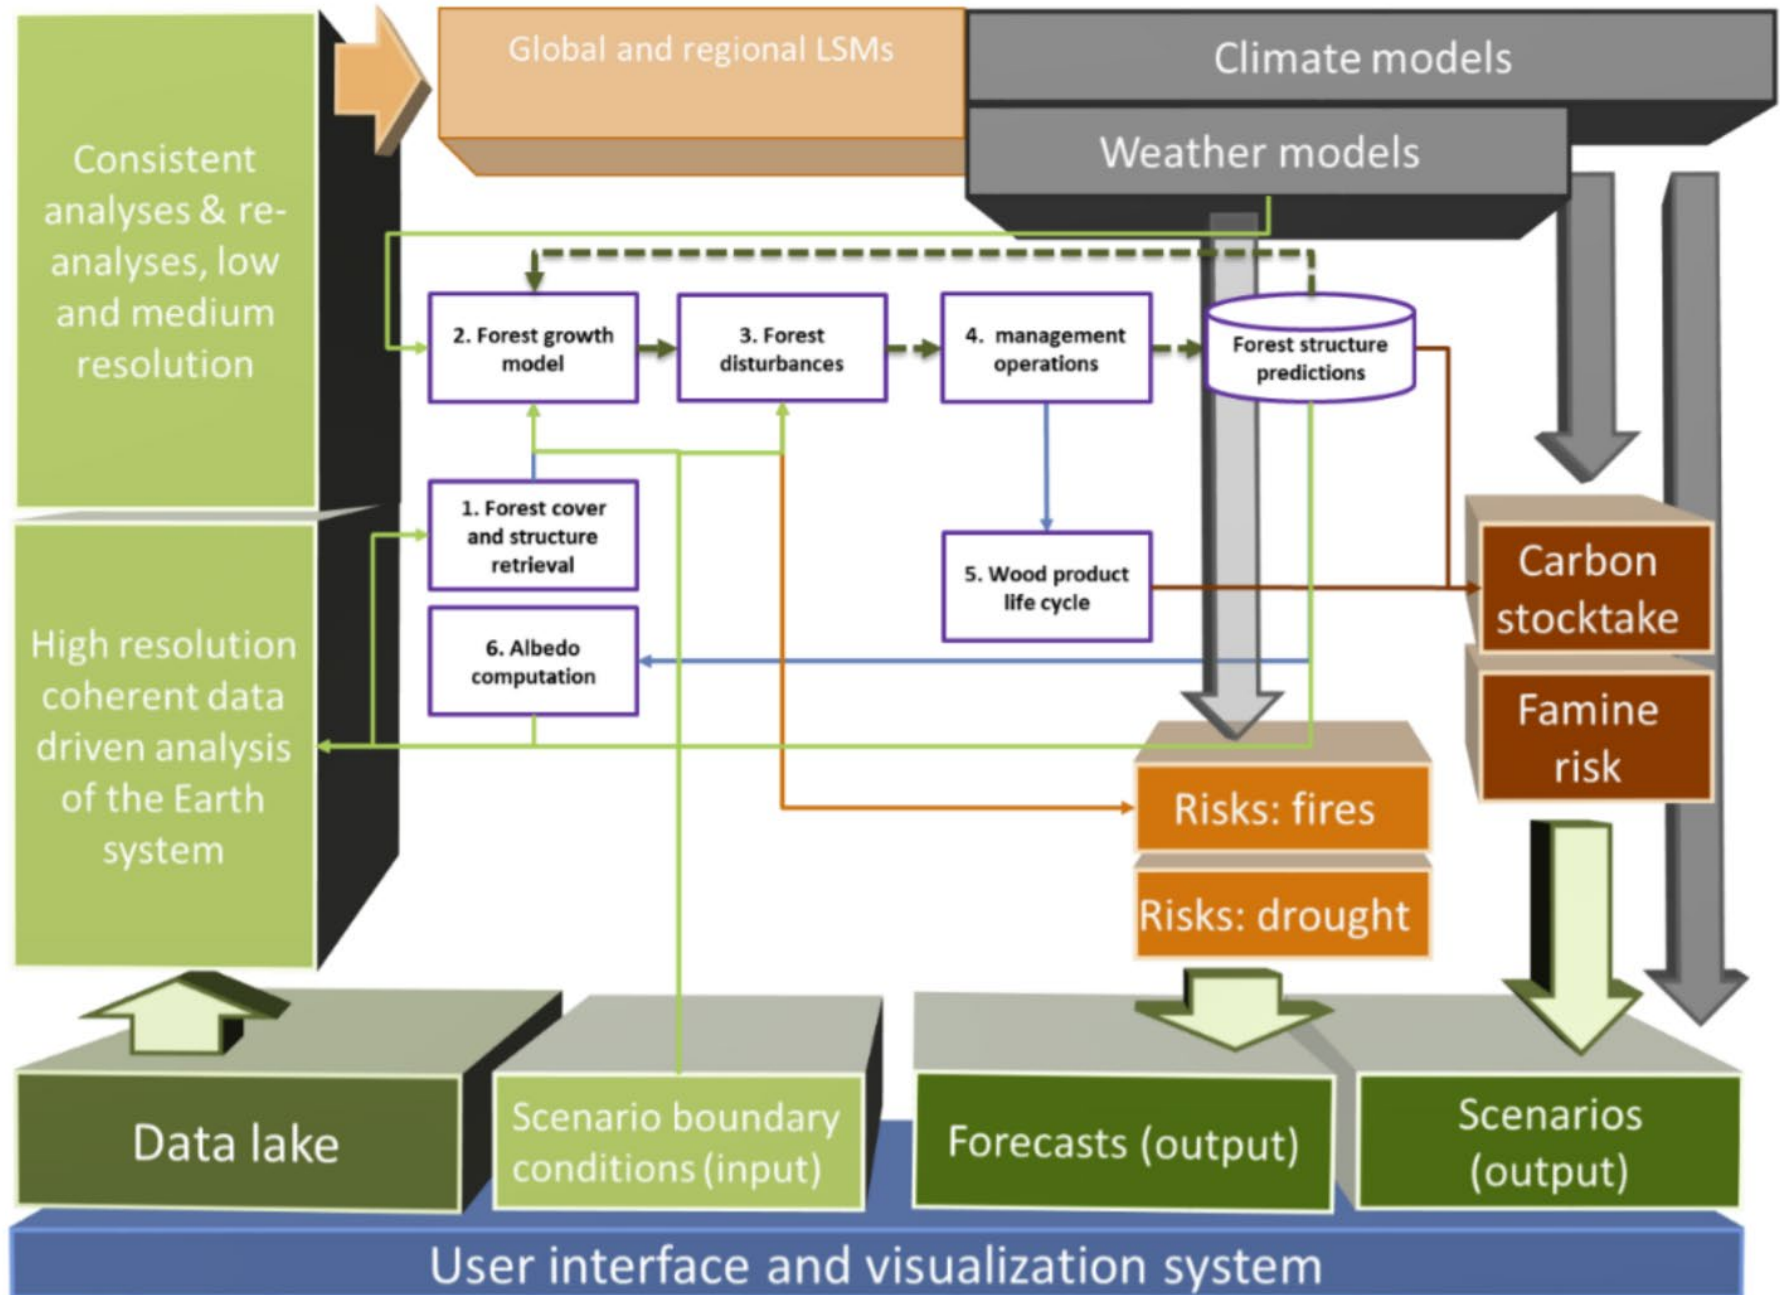 Global and regional LSMs
Climate models
Weather models
Consistent
analyses & re-
analyses, low
and medium
resolution
2. Forest growth
model
3. Forest
disturbances
4. management
operations
Forest structure
predictions
1. Forest cover
and structure
retrieval
5. Wood product
life cycle
6. Albedo
computation
Carbon
stocktake
Famine
risk
High resolution
coherent data
driven analysis
of the Earth
system
Risks: fires
Risks: drought
Data lake
Scenario boundary
conditions (input)
Forecasts (output)
Scenarios
(output)
User interface and visualization system